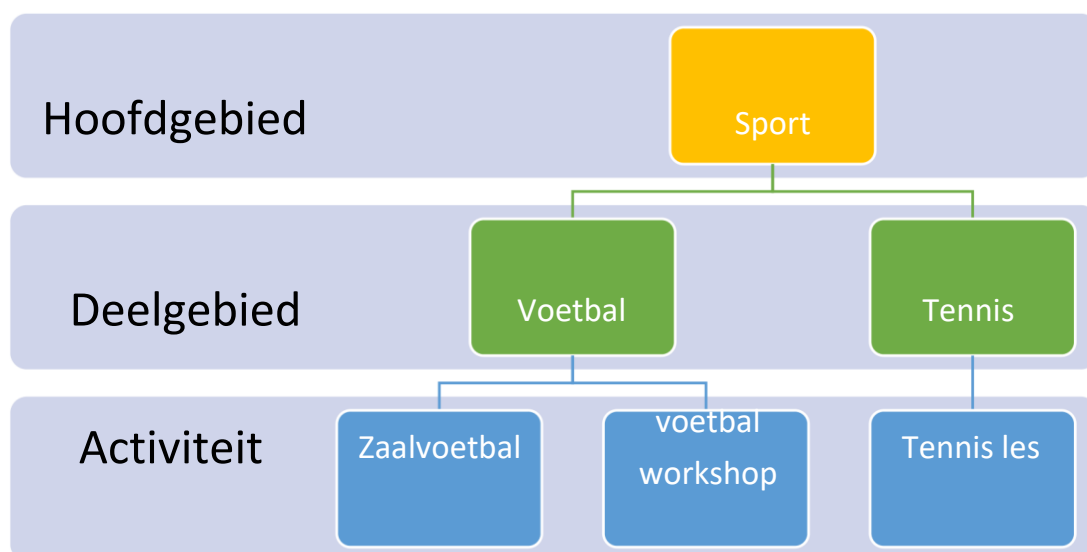 Hoofdgebied
Sport
Deelgebied
Voetbal
Tennis
Activiteit
Zaalvoetbal
voetbal
workshop
Tennis les